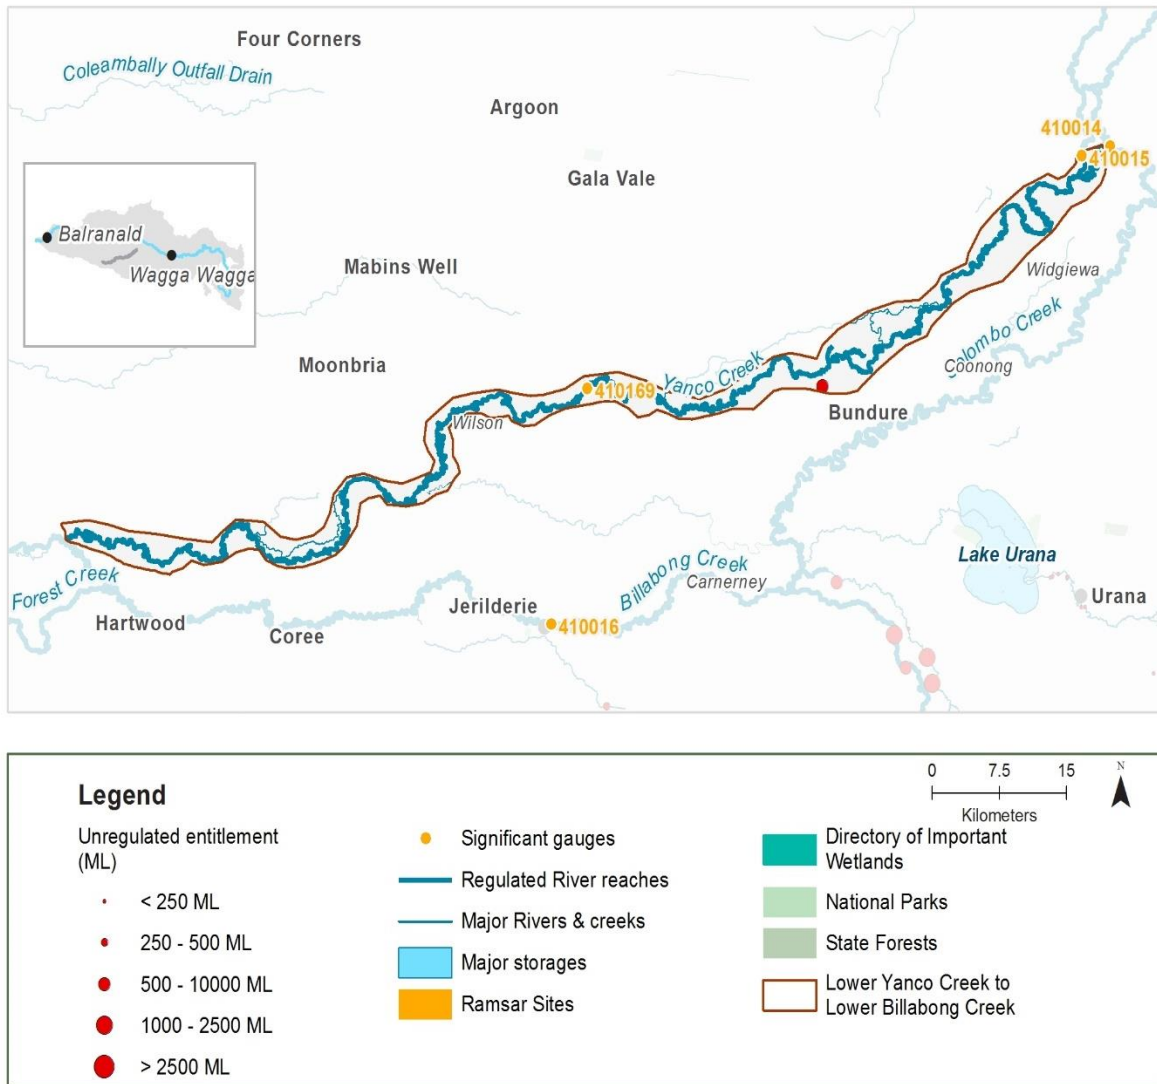 Four Corners
Coleambally Outfall Drain
Argoon
410014
410015
Gala Vale
Balranald
Wagga Wagga
Mabins Well
Widgiewa
Moonbria
Yanco Creek
Colombo Creek
Coonong
410169
Bundure
Wilson
Lake Urana
Forest Creek
Billabong Creek
Carnerney
Jerilderie
Urana
Hartwood
Coree
410016
0 7.5 15
Kilometers
N
Legend
Unregulated entitlement
(ML)
< 250 ML
250 - 500 ML
500 - 10000 ML
1000 - 2500 ML
> 2500 ML
Significant gauges
Regulated River reaches
Major Rivers & creeks
Major storages
Ramsar Sites
Directory of Important
Wetlands
National Parks
State Forests
Lower Yanco Creek to
Lower Billabong Creek